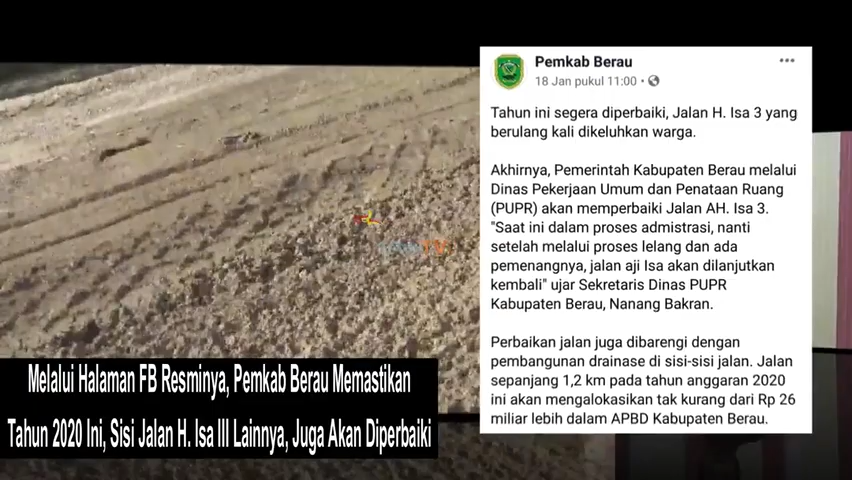 Pemkab Berau
18 Jan pukul 11:00
Tahun ini segera diperbaiki, Jalan H. Isa 3 yang
berulang kali dikeluhkan warga.
Akhirnya, Pemerintah Kabupaten Berau melalui
Dinas Pekerjaan Umum dan Penataan Ruang
(PUPR) akan memperbaiki Jalan AH. Isa 3.
"Saat ini dalam proses admistrasi, nanti
setelah melalui proses lelang dan ada
pemenangnya, jalan aji Isa akan dilanjutkan
kembali" ujar Sekretaris Dinas PUPR
Kabupaten Berau, Nanang Bakran.
Perbaikan jalan juga dibarengi dengan
pembangunan drainase di sisi-sisi jalan. Jalan
sepanjang 1,2 km pada tahun anggaran 2020
ini akan mengalokasikan tak kurang dari Rp 26
miliar lebih dalam APBD Kabupaten Berau.
Melalui Halaman FB Resminya, Pemkab Berau Memastikan
Tahun 2020 Ini, Sisi Jalan H. Isa III Lainnya, Juga Akan Diperbaiki